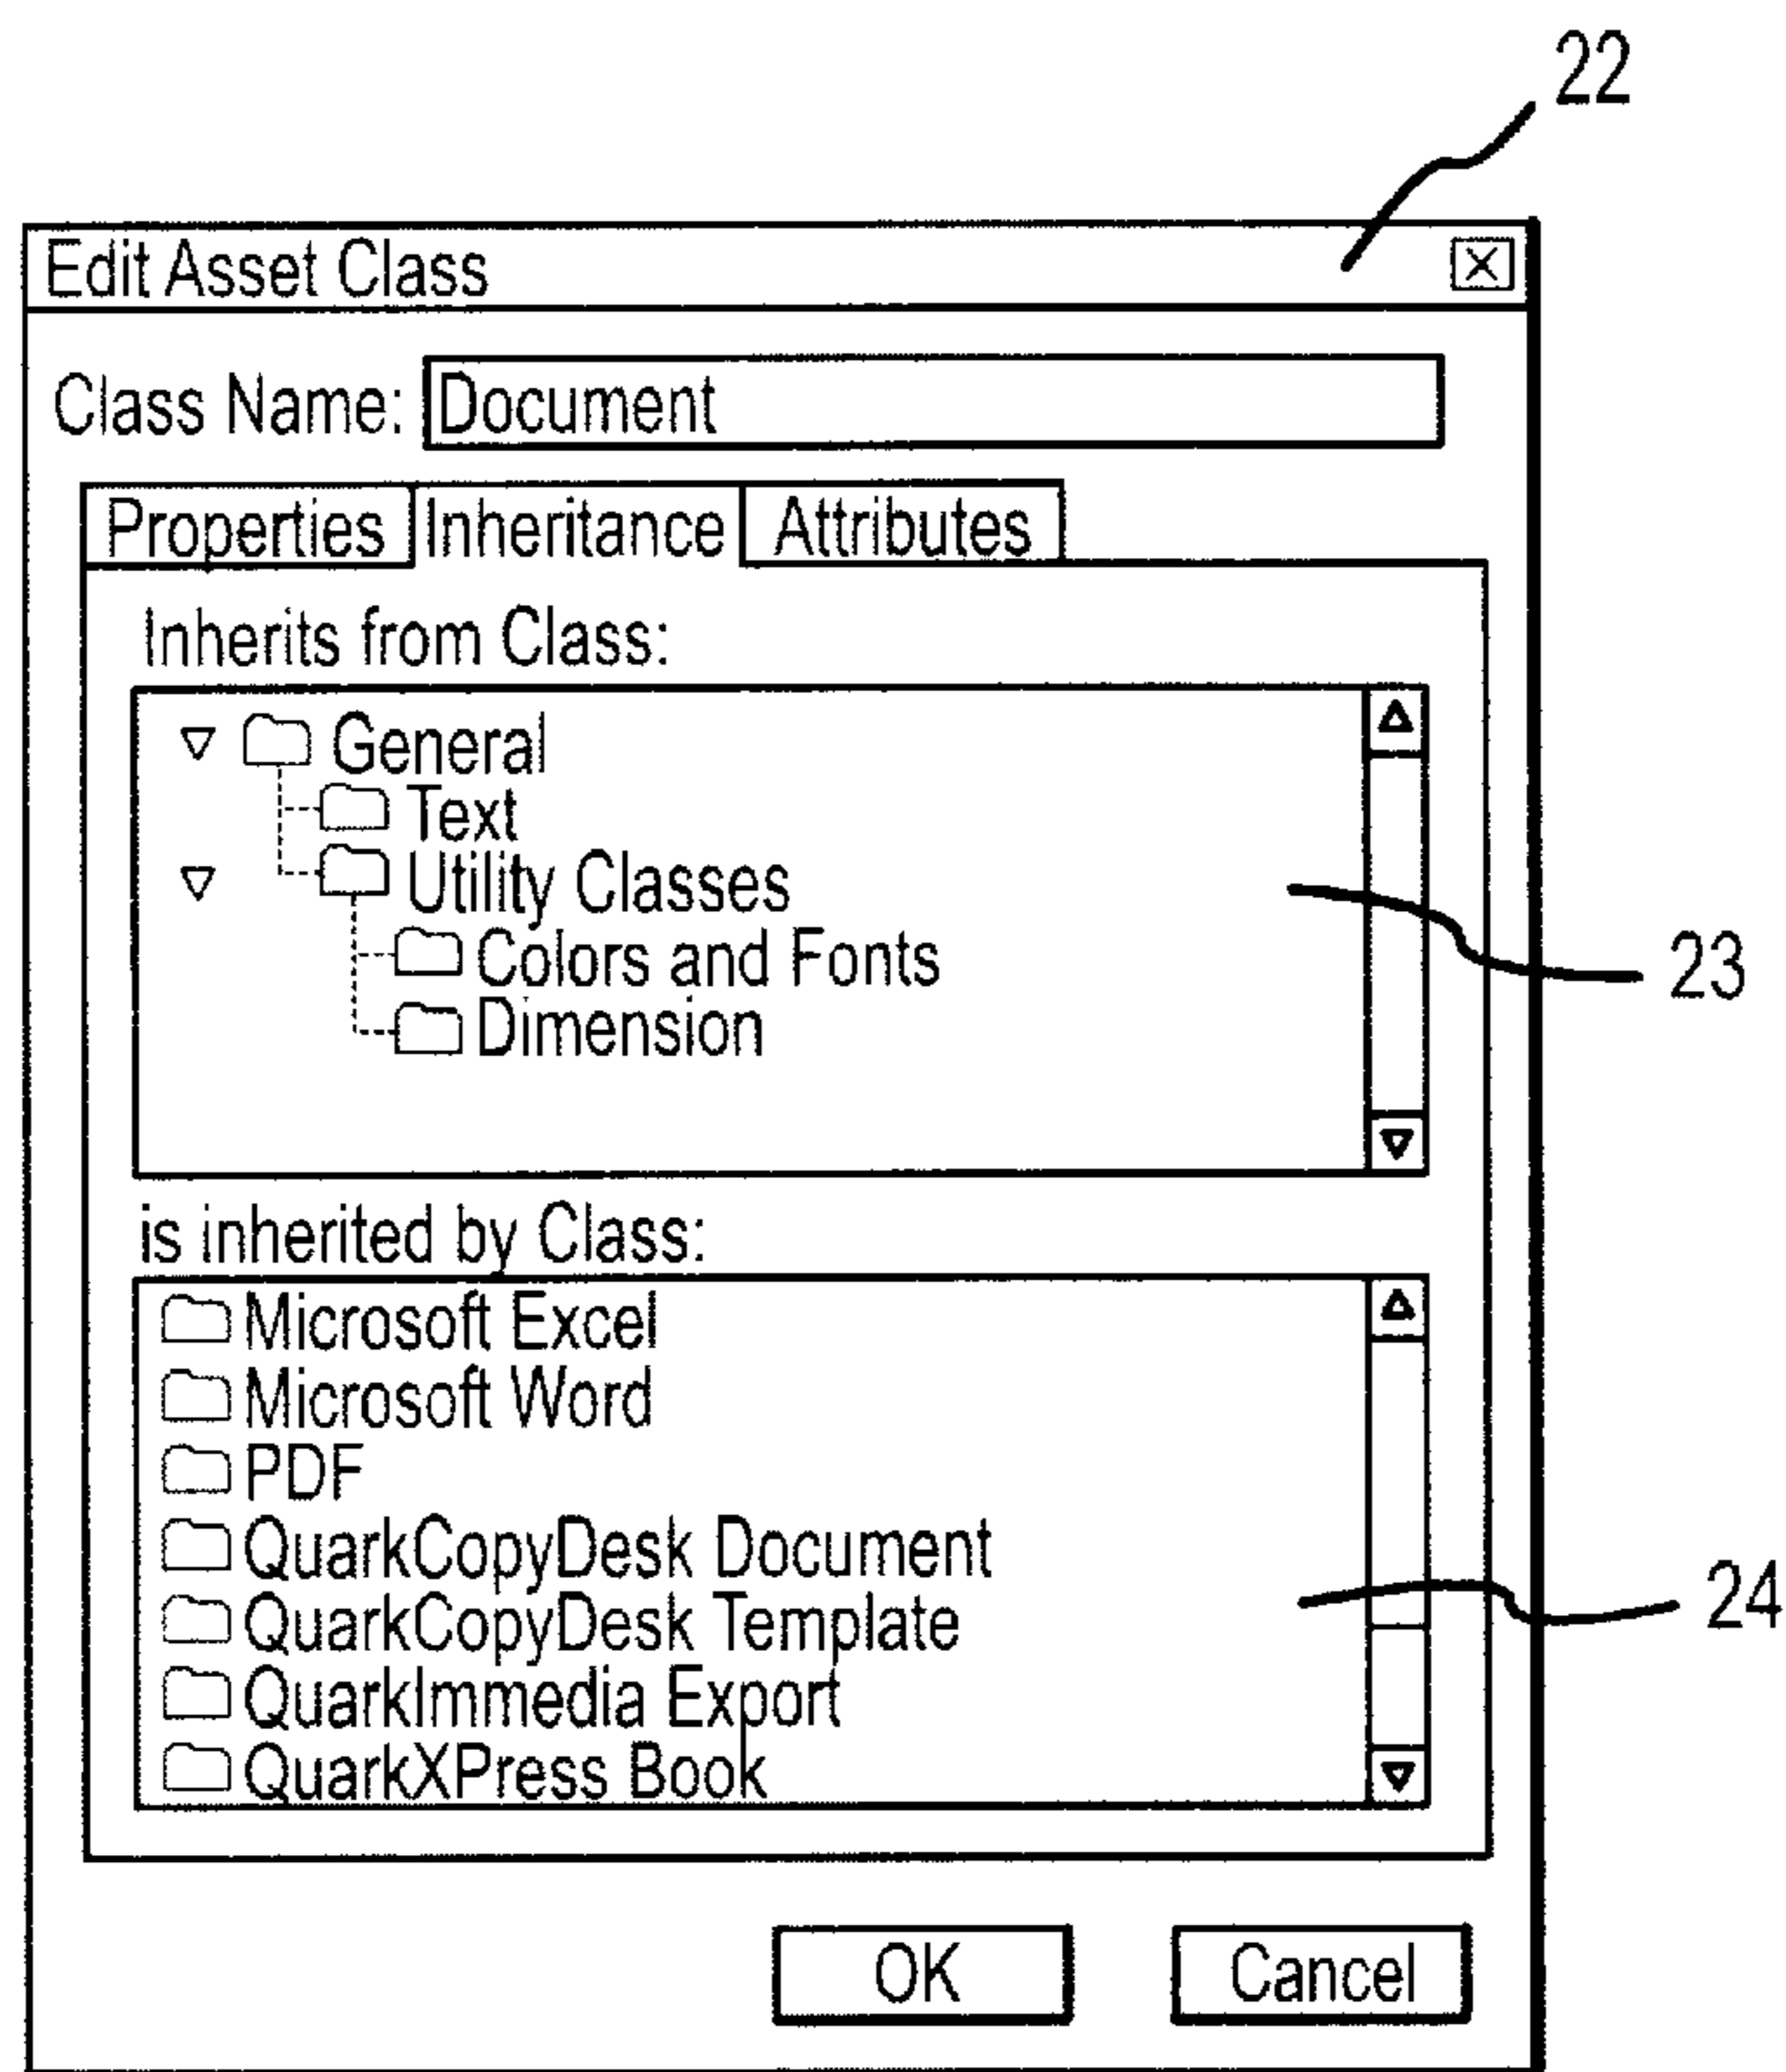 22
Edit Asset Class
Class Name: Document
Properties Inheritance Attributes
Inherits from Class:
General
Text
Utility Classes
Colors and Fonts
Dimension
23
is inherited by Class:
Microsoft Excel
Microsoft Word
PDF
QuarkCopyDesk Document
QuarkCopyDesk Template
24
QuarkImmedia Export
QuarkXPress Book
OK Cancel